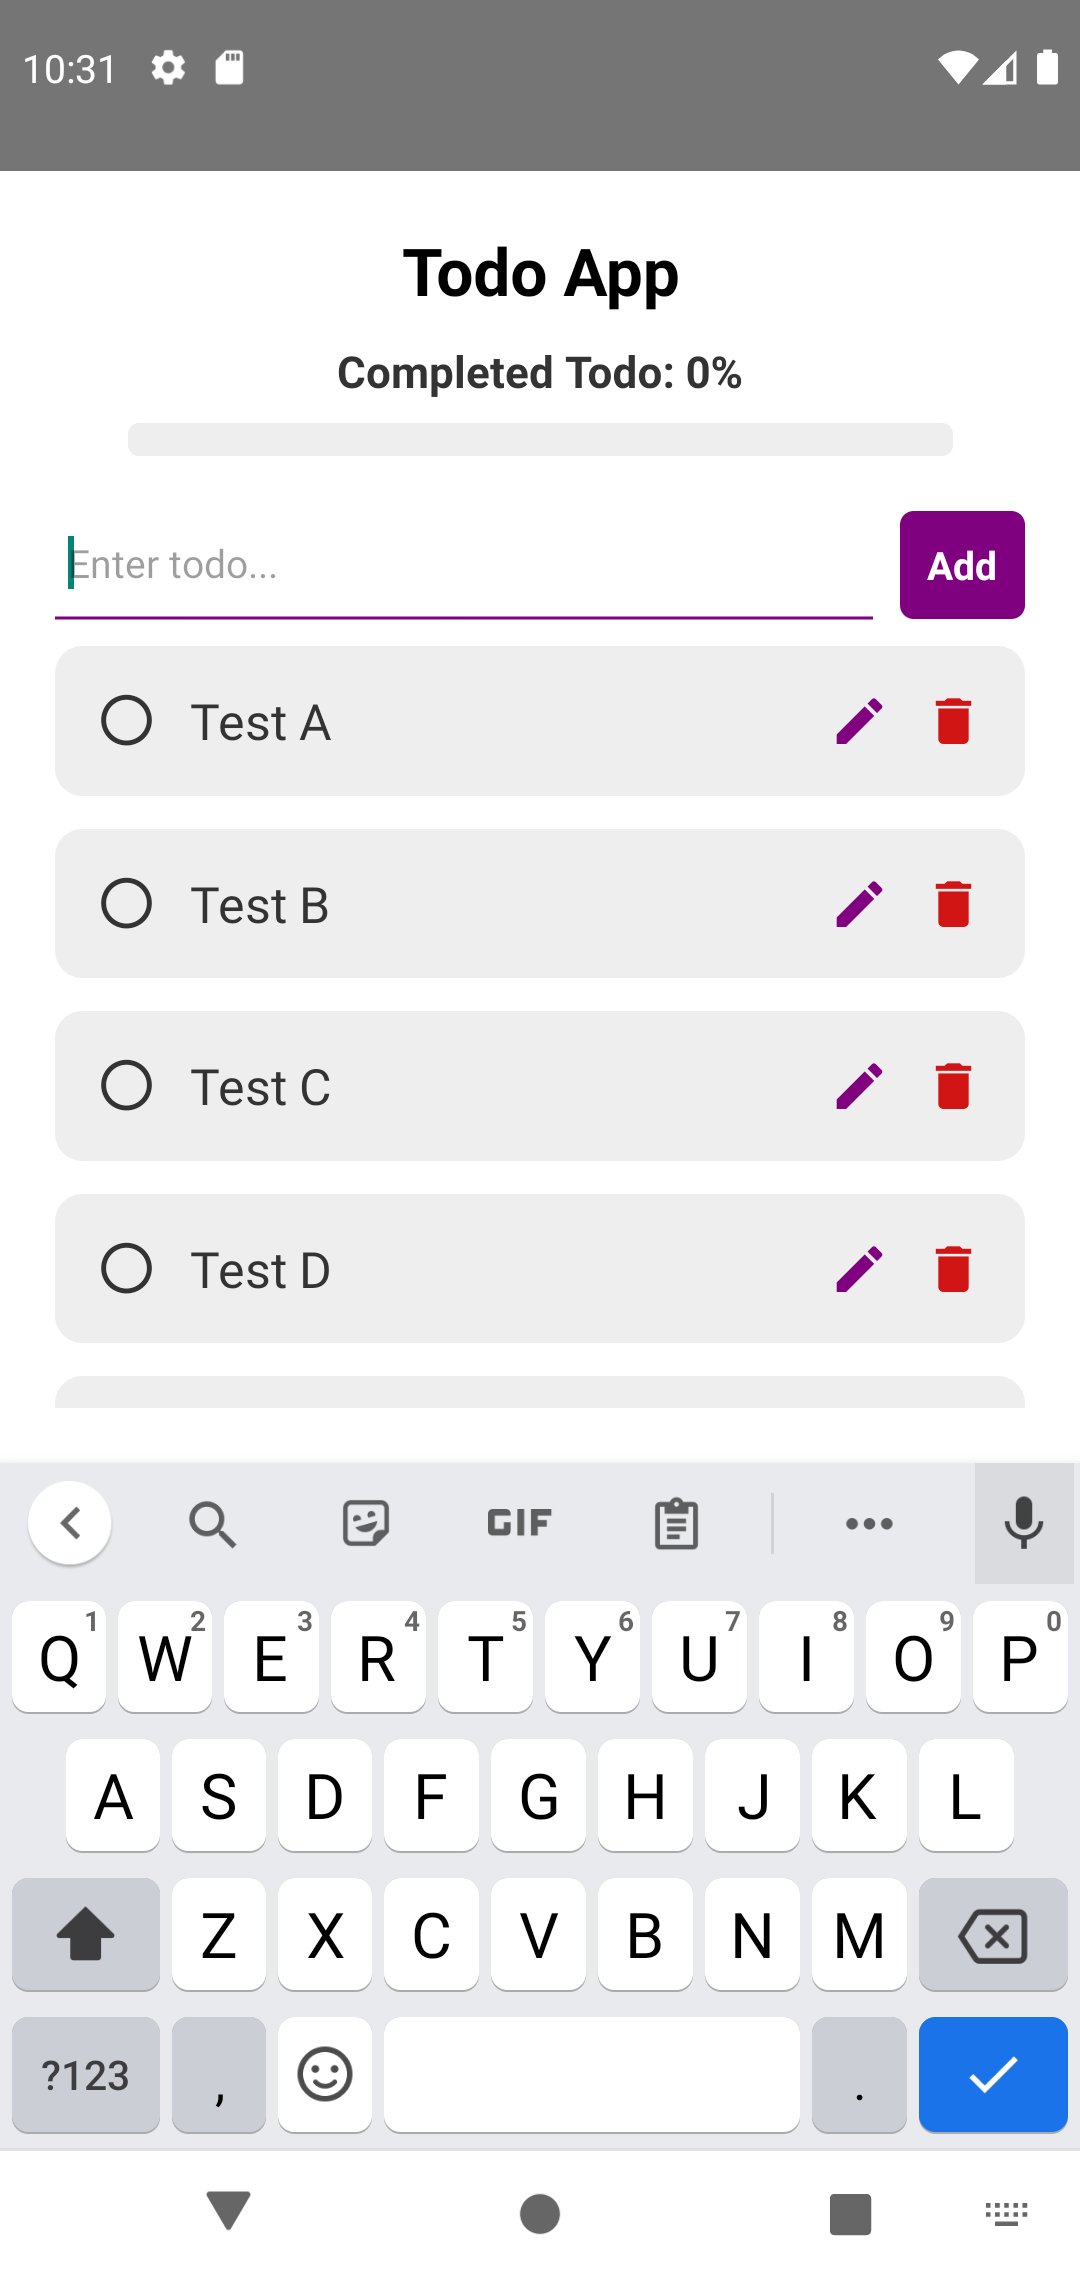 10:31
Todo App
Completed Todo: 0%
Enter todo...
Add
Test A
Test B
Test C
Test D
GIF
Q 1 W 2 E 3 R 4 T 5 Y 6 U 7 I 8 O 9 P 0
A S D F G H J K L
Z X C V B N M
?123 , .